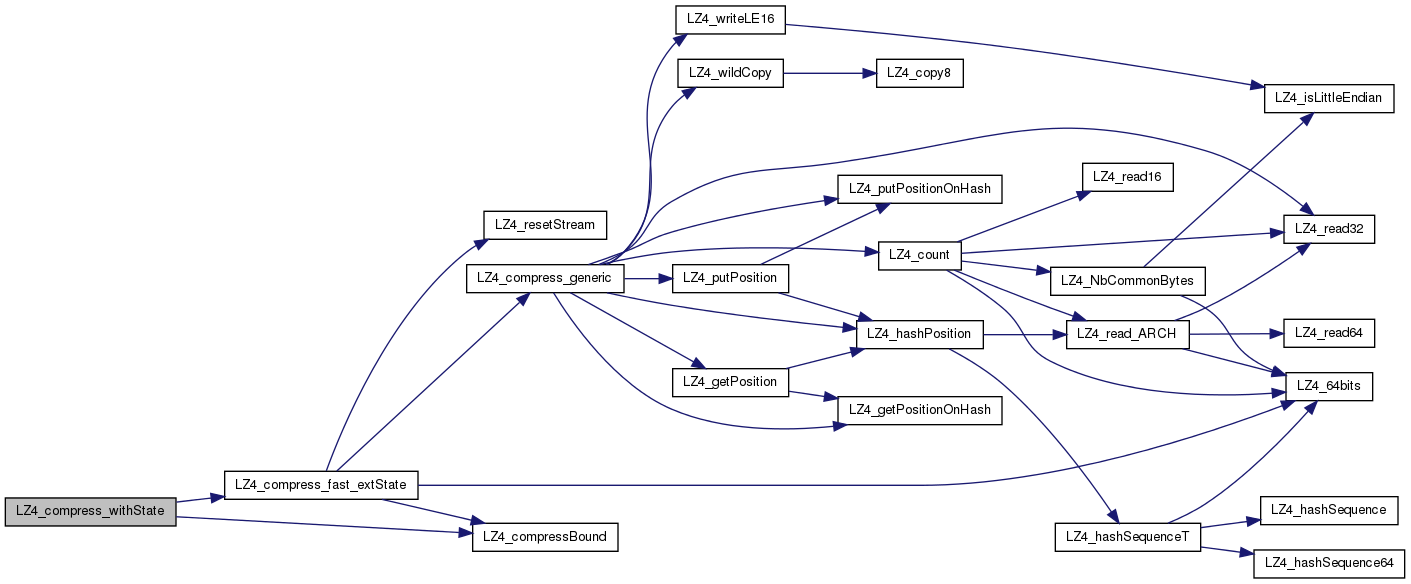 LZ4_writeLE16
LZ4_wildCopy
LZ4_copy8
LZ4_isLittleEndian
LZ4_read16
LZ4_putPositionOnHash
LZ4_resetStream
LZ4_read32
LZ4_count
LZ4_compress_generic
LZ4_putPosition
LZ4_NbCommonBytes
LZ4_hashPosition
LZ4_read_ARCH
LZ4_read64
LZ4_getPosition
LZ4_64bits
LZ4_getPositionOnHash
LZ4_compress_fast_extState
LZ4_compress_withState
LZ4_hashSequence
LZ4_compressBound
LZ4_hashSequenceT
LZ4_hashSequence64